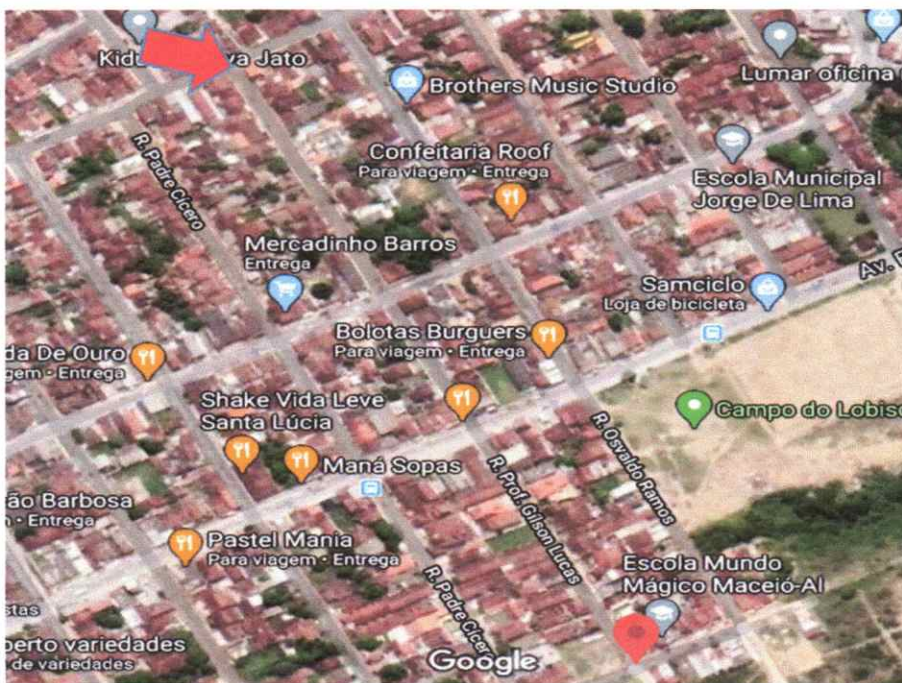 Jato
Brothers Music Studio
Lumar oficina
R. Padre Cícero
Confeitaria Roof
Para viagem • Entrega
Escola Municipal
Jorge De Lima
Mercadinho Barros
Entrega
Av.
Samciclo
Loja de bicicleta
Bolotas Burguers
Para viagem • Entrega
da De Ouro
gem • Entrega
Shake Vida Leve
Santa Lúcia
Campo do Lobiso
R. Osvaldo Ramos
Maná Sopas
R. Prof. Gilson Lucas
ão Barbosa
m • Entrega
Pastel Mania
Para viagem • Entrega
Escola Mundo
Mágico Maceió-Al
R. Padre Cícero
stas
berto variedades
a de variedades
Google